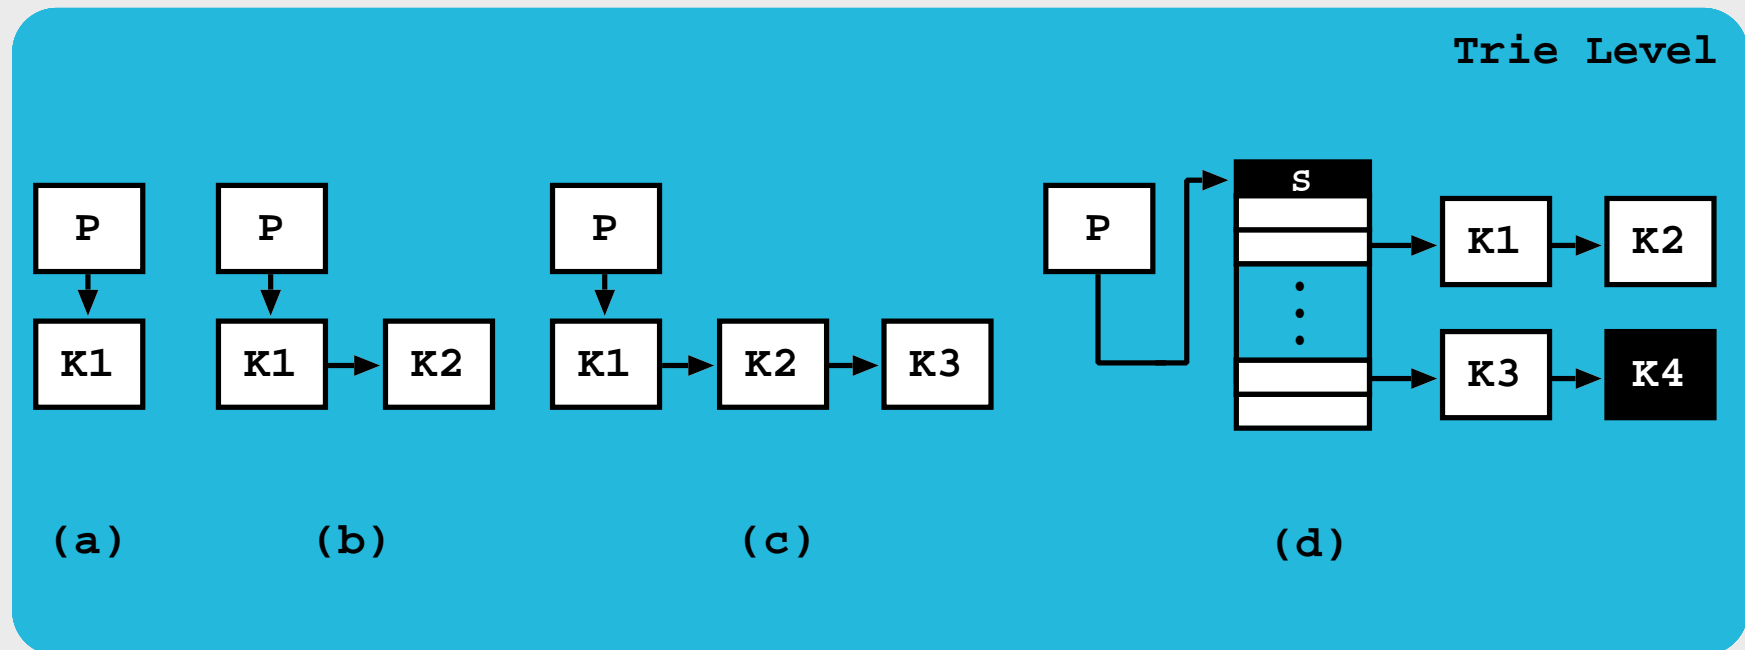 Trie Level
P
K1
(a)
P
K1 K2
(b)
P
K1 K2 K3
(c)
P
S
K1 K2
K3 K4
(d)